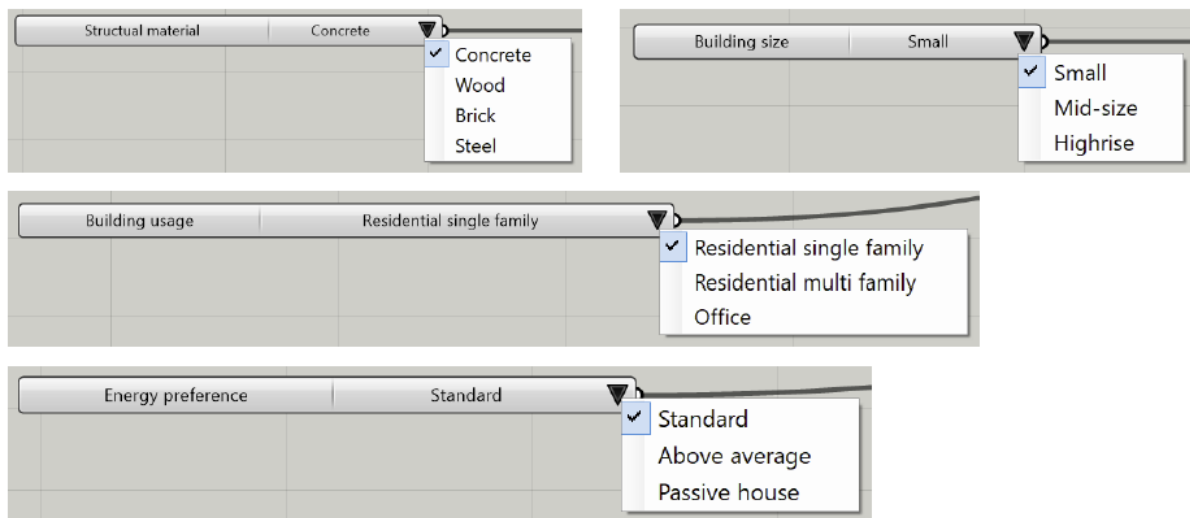 Structual material Concrete
Concrete
Wood
Brick
Steel
Building size Small
Small
Mid-size
Highrise
Building usage Residential single family
Residential single family
Residential multi family
Office
Energy preference Standard
Standard
Above average
Passive house